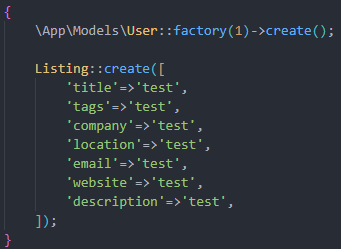 {
    \App\Models\User::factory(1)->create();

    Listing::create([
        'title'=>'test',
        'tags'=>'test',
        'company'=>'test',
        'location'=>'test',
        'email'=>'test',
        'website'=>'test',
        'description'=>'test',
    ]);
}